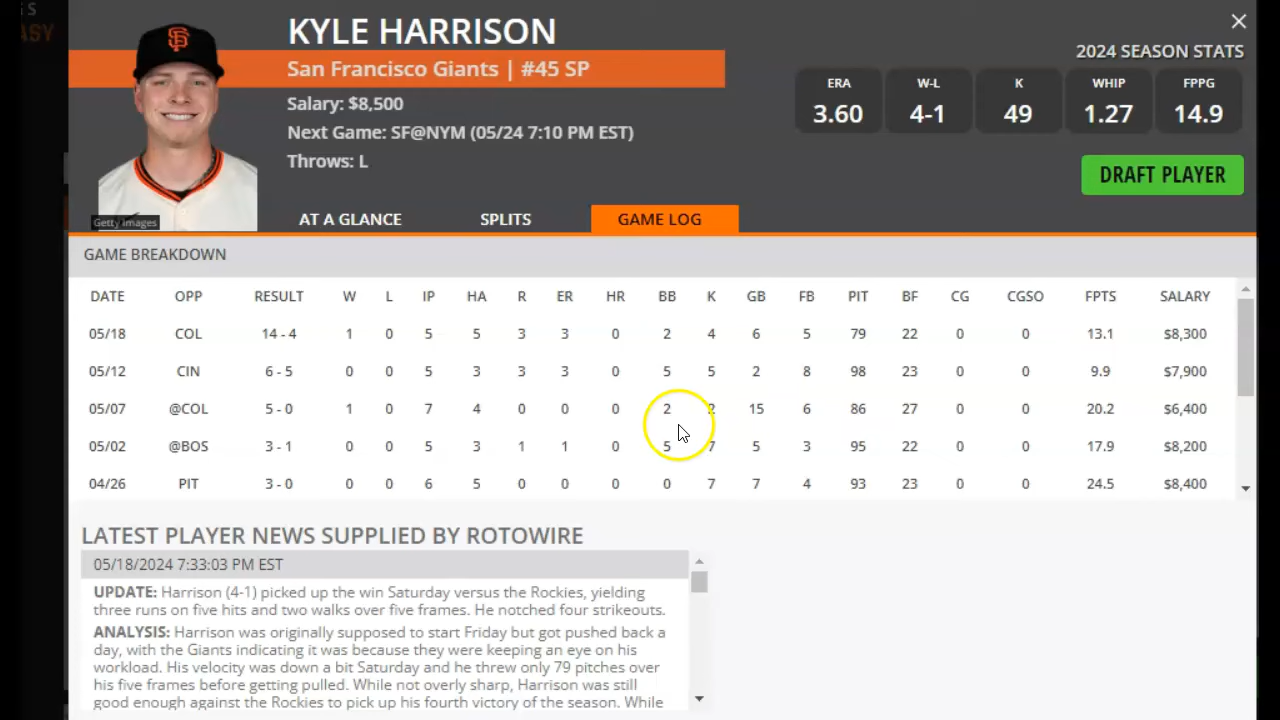 S
ASY
KYLE HARRISON
San Francisco Giants | #45 SP
Salary: $8,500
Next Game: SF@NYM (05/24 7:10 PM EST)
Throws: L
2024 SEASON STATS
ERA W-L K WHIP FPPG
3.60 4-1 49 1.27 14.9
DRAFT PLAYER
SF
Getty Images
AT A GLANCE SPLITS GAME LOG
GAME BREAKDOWN
DATE OPP RESULT W L IP HA R ER HR BB K GB FB PIT BF CG CGSO FPTS SALARY
05/18 COL 14 - 4 1 0 5 5 3 3 0 2 4 6 5 79 22 0 0 13.1 $8,300
05/12 CIN 6 - 5 0 0 5 3 3 3 0 5 5 2 8 98 23 0 0 9.9 $7,900
05/07 @COL 5 - 0 1 0 7 4 0 0 0 2 2 15 6 86 27 0 0 20.2 $6,400
05/02 @BOS 3 - 1 0 0 5 3 1 1 0 5 7 5 3 95 22 0 0 17.9 $8,200
04/26 PIT 3 - 0 0 0 6 5 0 0 0 0 7 7 4 93 23 0 0 24.5 $8,400
LATEST PLAYER NEWS SUPPLIED BY ROTOWIRE
05/18/2024 7:33:03 PM EST
UPDATE: Harrison (4-1) picked up the win Saturday versus the Rockies, yielding
three runs on five hits and two walks over five frames. He notched four strikeouts.
ANALYSIS: Harrison was originally supposed to start Friday but got pushed back a
day, with the Giants indicating it was because they were keeping an eye on his
workload. His velocity was down a bit Saturday and he threw only 79 pitches over
his five frames before getting pulled. While not overly sharp, Harrison was still
good enough against the Rockies to pick up his fourth victory of the season. While